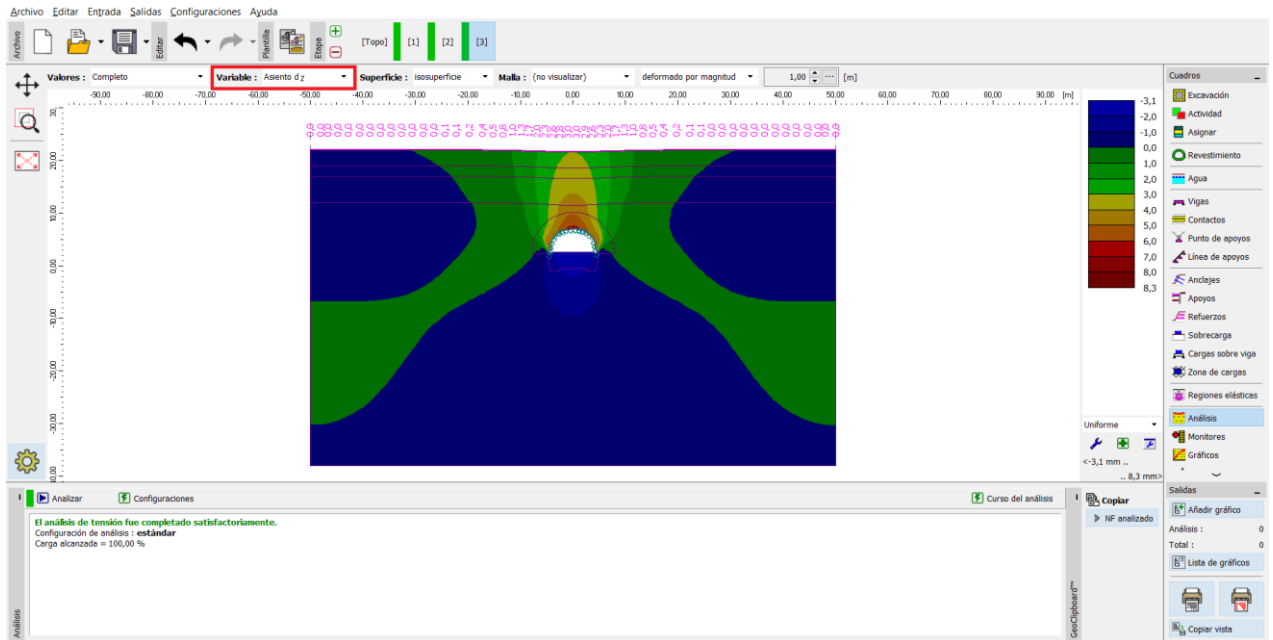 Archivo Editar Entrada Salidas Configuraciones Ayuda
Archivo
Editar
Plantilla
Etapa
[Topo] [1] [2] [3]
Valores : Completo Variable : Asiento d z Superficie : isosuperficie Malla : (no visualizar) deformado por magnitud 1,00 ... [m]
-90,00 -80,00 -70,00 -60,00 -50,00 -40,00 -30,00 -20,00 -10,00 0,00 10,00 20,00 30,00 40,00 50,00 60,00 70,00 80,00 90,00 [m]
20,00
10,00
0,00
-10,00
-20,00
-30,00
-3,1
-2,0
-1,0
0,0
1,0
2,0
3,0
4,0
5,0
6,0
7,0
8,0
8,3
Uniforme
<-3,1 mm ..
.. 8,3 mm>
Cuadros
Excavación
Actividad
Asignar
Revestimiento
Agua
Vigas
Contactos
Punto de apoyos
Línea de apoyos
Anclajes
Apoyos
Refuerzos
Sobrecarga
Cargas sobre viga
Zona de cargas
Regiones elásticas
Análisis
Monitores
Gráficos
Analizar Configuraciones Curso del análisis
El análisis de tensión fue completado satisfactoriamente.
Configuración de análisis : estándar
Carga alcanzada = 100,00 %
Análisis
GeoClipboard™
Copiar
NF analizado
Salidas
Añadir gráfico
Análisis : 0
Total : 0
Lista de gráficos
Copiar vista